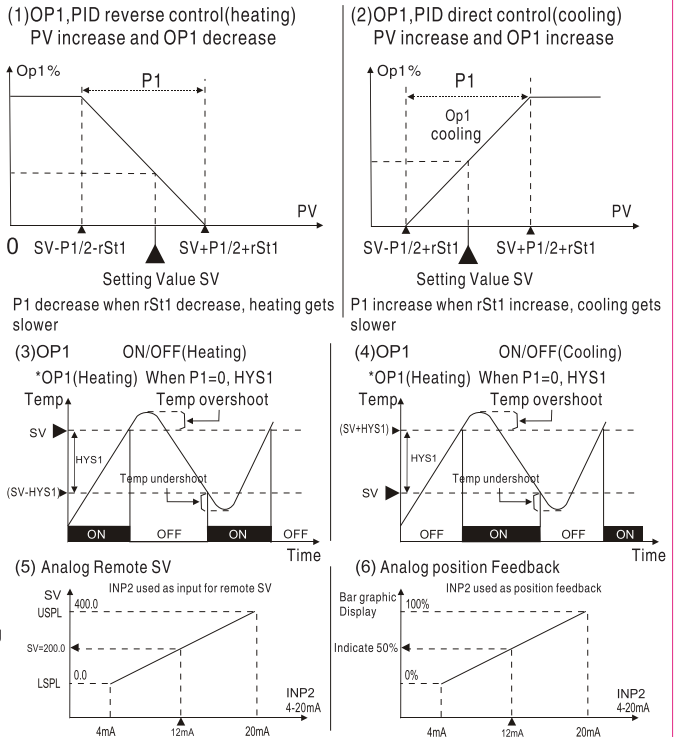 (1)OP1,PID reverse control(heating)
PV increase and OP1 decrease
Op1%
P1
PV
0
SV-P1/2-rSt1
SV+P1/2+rSt1
Setting Value SV
P1 decrease when rSt1 decrease, heating gets
slower
(2)OP1,PID direct control(cooling)
PV increase and OP1 increase
Op1%
P1
Op1
cooling
PV
SV-P1/2+rSt1
SV+P1/2+rSt1
Setting Value SV
P1 increase when rSt1 increase, cooling gets
slower
(3)OP1 ON/OFF(Heating)
*OP1(Heating) When P1=0, HYS1
Temp
Temp overshoot
SV
HYS1
Temp undershoot
(SV-HYS1)
ON OFF ON OFF
Time
(4)OP1 ON/OFF(Cooling)
*OP1(Heating) When P1=0, HYS1
Temp
Temp overshoot
(SV+HYS1)
HYS1
Temp undershoot
SV
OFF ON OFF ON
Time
(5) Analog Remote SV
SV
INP2 used as input for remote SV
USPL
400.0
SV=200.0
0.0
LSPL
INP2
4-20mA
4mA 12mA 20mA
(6) Analog position Feedback
Bar graphic
Display
INP2 used as position feedback
100%
Indicate 50%
0%
INP2
4-20mA
4mA 12mA 20mA